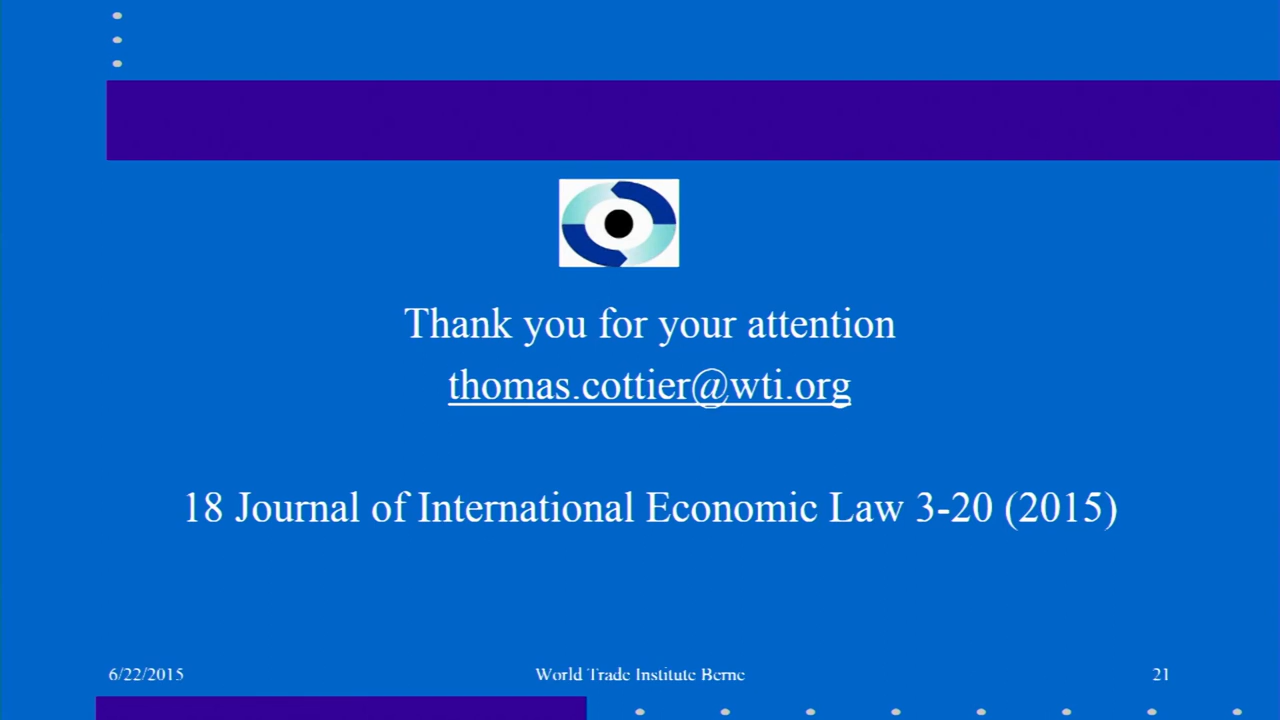 Thank you for your attention
thomas.cottier@wti.org
18 Journal of International Economic Law 3-20 (2015)
6/22/2015 World Trade Institute Berne 21